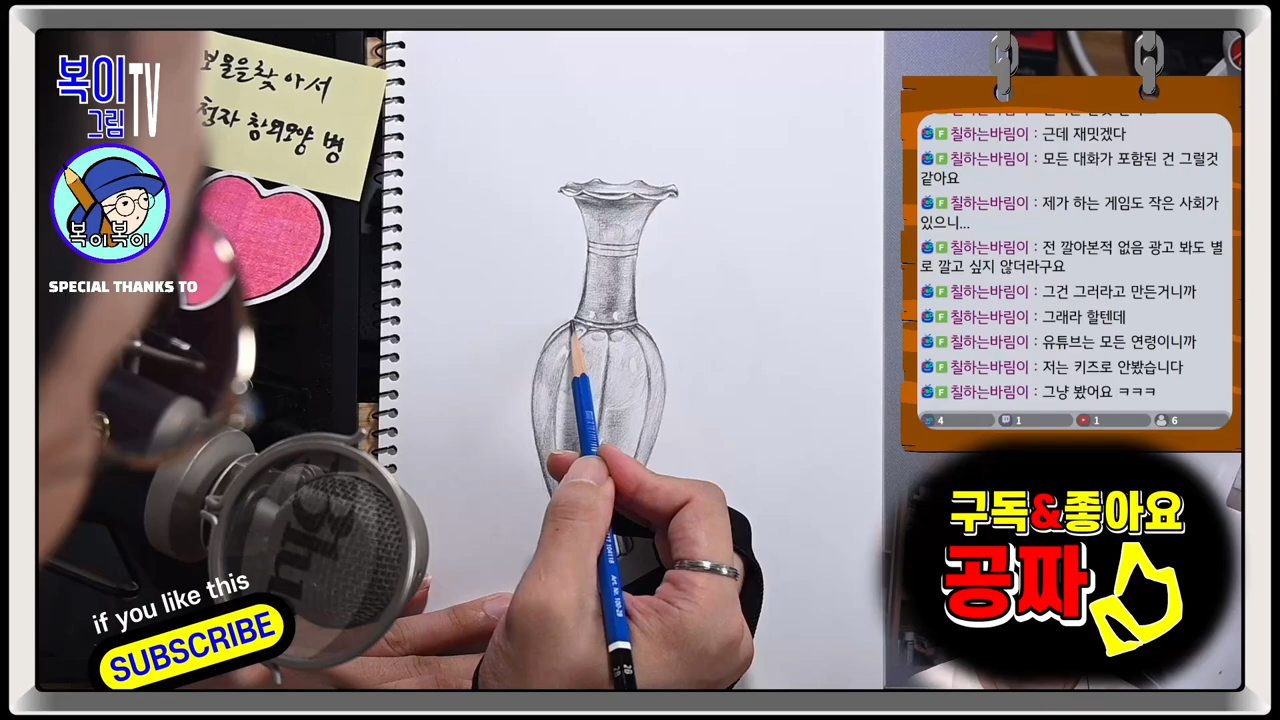 복이
그림
TV
복이복이
SPECIAL THANKS TO
보물을 찾아서
청자 참외모양 병
if you like this
SUBSCRIBE
칠하는바림이 : 근데 재밋겠다
칠하는바림이 : 모든 대화가 포함된 건 그럴것
같아요
칠하는바림이 : 제가 하는 게임도 작은 사회가
있으니...
칠하는바림이 : 전 깔아본적 없음 광고 봐도 별
로 깔고 싶지 않더라구요
칠하는바림이 : 그건 그러라고 만든거니까
칠하는바림이 : 그래라 할텐데
칠하는바림이 : 유튜브는 모든 연령이니까
칠하는바림이 : 저는 키즈로 안봤습니다
칠하는바림이 : 그냥 봤어요 ㅋㅋㅋ
4 1 1 6
구독&좋아요
공짜
Art. Nr. 100-2B
2B